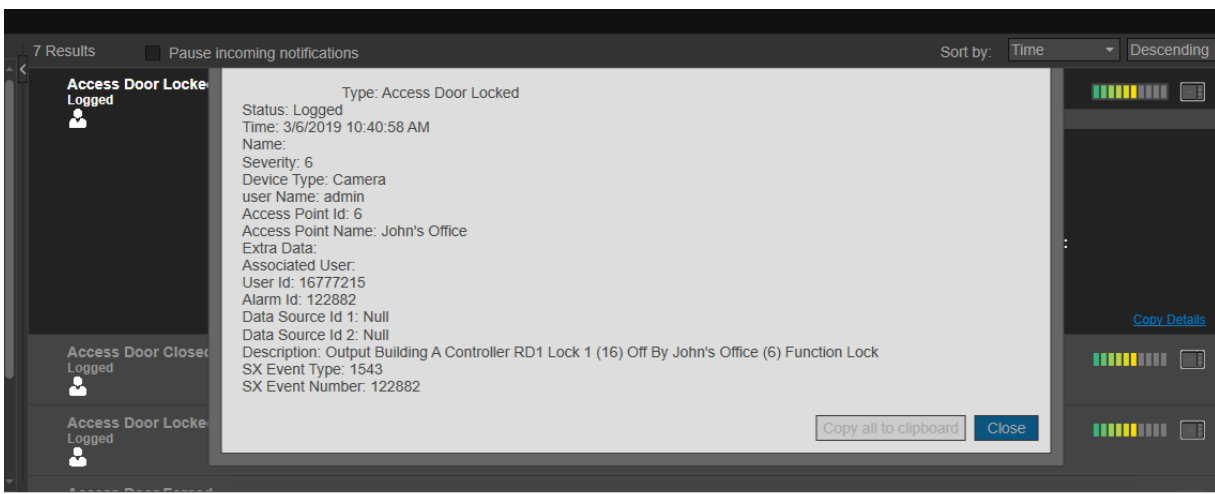 7 Results
Pause incoming notifications
Sort by:
Time
Descending
Access Door Locked
Logged
Type: Access Door Locked
Status: Logged
Time: 3/6/2019 10:40:58 AM
Name:
Severity: 6
Device Type: Camera
user Name: admin
Access Point Id: 6
Access Point Name: John's Office
Extra Data:
Associated User:
User Id: 16777215
Alarm Id: 122882
Data Source Id 1: Null
Data Source Id 2: Null
Description: Output Building A Controller RD1 Lock 1 (16) Off By John's Office (6) Function Lock
SX Event Type: 1543
SX Event Number: 122882
Copy all to clipboard
Close
:
Copy Details
Access Door Closed
Logged
Access Door Locke
Logged